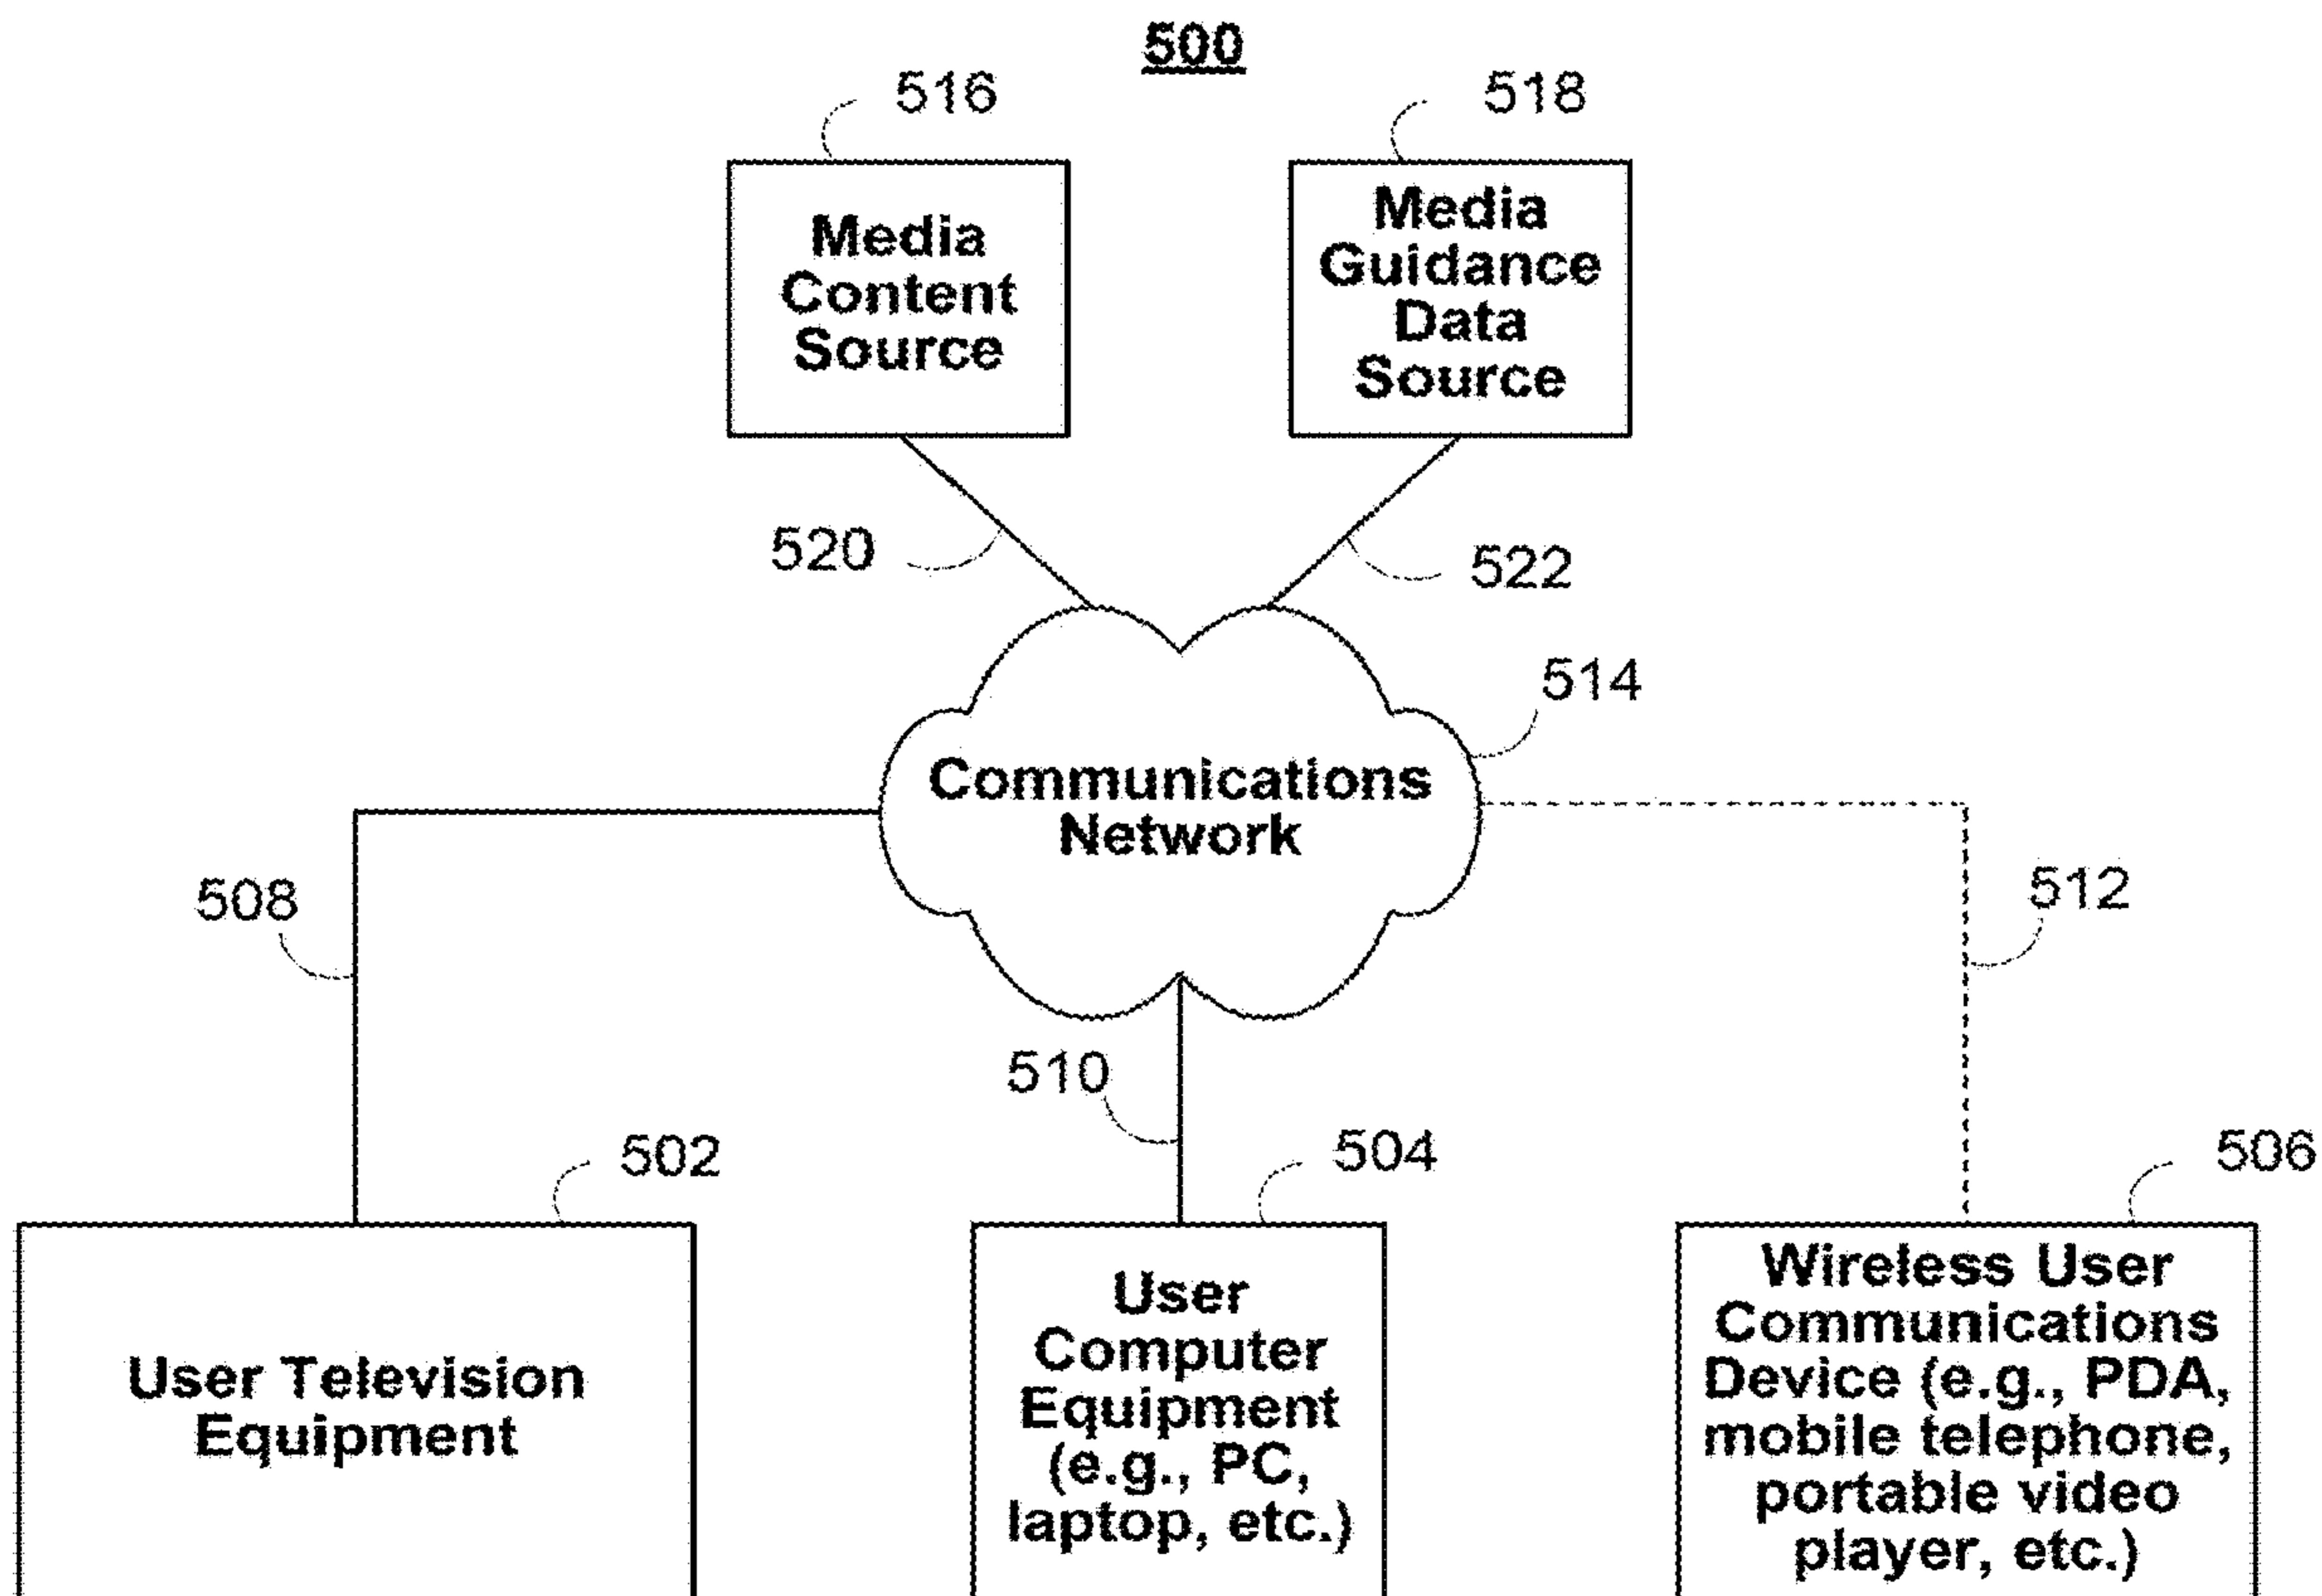 500
516
518
Media
Content
Source
Media
Guidance
Data
Source
520
522
514
Communications
Network
508
512
510
502
504
506
User Television
Equipment
User
Computer
Equipment
(e.g., PC,
laptop, etc.)
Wireless User
Communications
Device (e.g., PDA,
mobile telephone,
portable video
player, etc.)